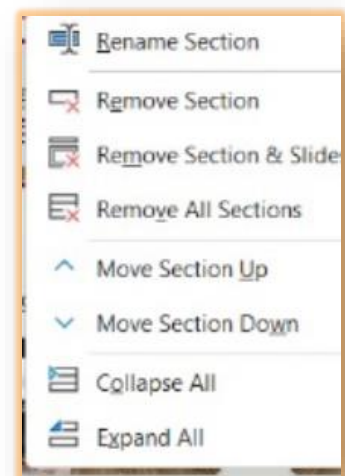 Rename Section
Remove Section
Remove Section & Slide
Remove All Sections
Move Section Up
Move Section Down
Collapse All
Expand All